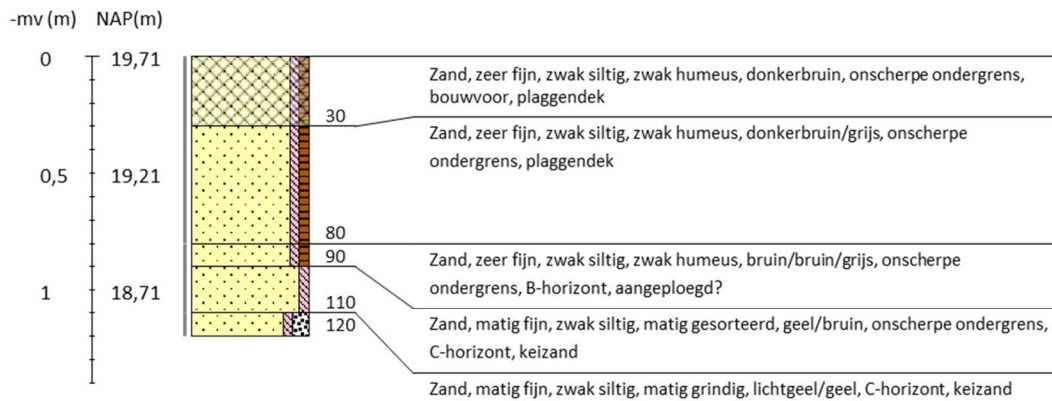 -mv (m) NAP(m)
0 19,71
Zand, zeer fijn, zwak siltig, zwak humeus, donkerbruin, onscherpe ondergrens,
bouwvoor, plaggendek
30
Zand, zeer fijn, zwak siltig, zwak humeus, donkerbruin/grijs, onscherpe
ondergrens, plaggendek
0,5 19,21
80
90
Zand, zeer fijn, zwak siltig, zwak humeus, bruin/bruin/grijs, onscherpe
ondergrens, B-horizont, aangeploegd?
1 18,71
110
120
Zand, matig fijn, zwak siltig, matig gesorteerd, geel/bruin, onscherpe ondergrens,
C-horizont, keizand
Zand, matig fijn, zwak siltig, matig grindig, lichtgeel/geel, C-horizont, keizand